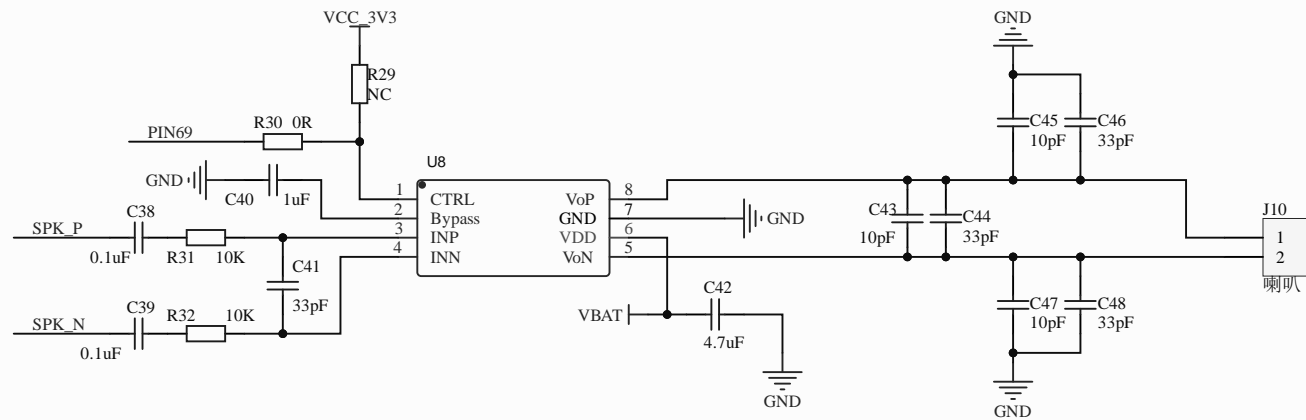 VCC_3V3
GND
R29
NC
R30 0R
PIN69
C45
10pF
C46
33pF
U8
GND
C40
1uF
1 CTRL
2 Bypass
3 INP
4 INN
VoP 8
GND 7
VDD 6
VoN 5
GND
C43
10pF
C44
33pF
J10
1
2
喇叭
SPK_P
C38
0.1uF
R31 10K
C41
33pF
SPK_N
C39
0.1uF
R32 10K
VBAT
C42
4.7uF
GND
C47
10pF
C48
33pF
GND